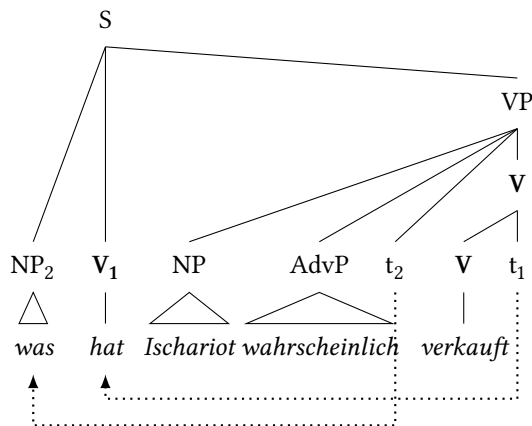 S
VP
V
NP₂ V₁ NP AdvP t₂ V t₁
was hat Ischariot wahrscheinlich verkauft